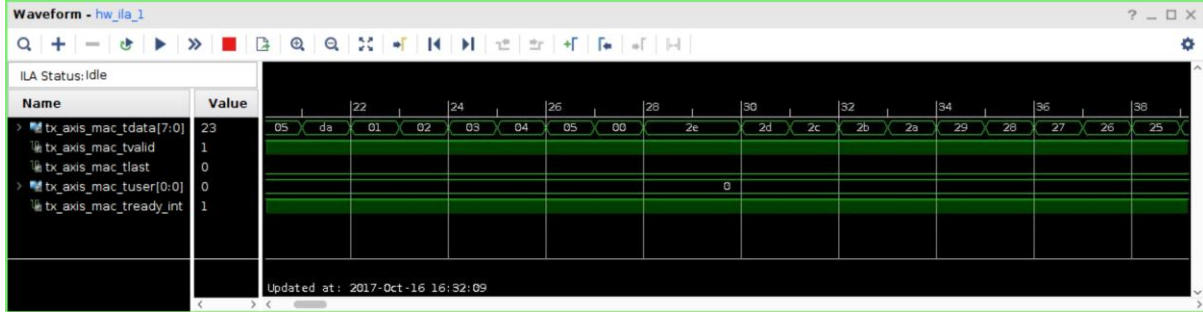 Waveform - hw_ila_1
ILA Status: Idle
Name Value
22 24 26 28 30 32 34 36 38
> tx_axis_mac_tdata[7:0] 23 05 da 01 02 03 04 05 00 2e 2d 2c 2b 2a 29 28 27 26 25
tx_axis_mac_tvalid 1
tx_axis_mac_tlast 0
> tx_axis_mac_tuser[0:0] 0 0
tx_axis_mac_tready_int 1
Updated at: 2017-Oct-16 16:32:09